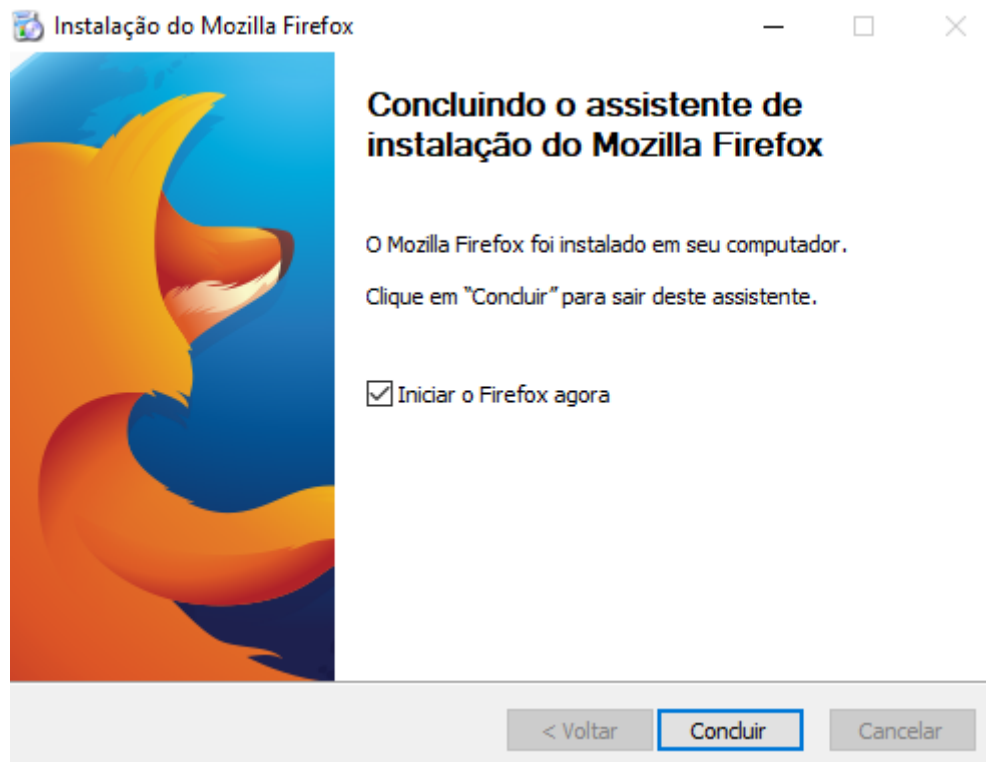 Instalação do Mozilla Firefox
Concluindo o assistente de
instalação do Mozilla Firefox
O Mozilla Firefox foi instalado em seu computador.
Clique em “Concluir” para sair deste assistente.
Iniciar o Firefox agora
< Voltar
Concluir
Cancelar